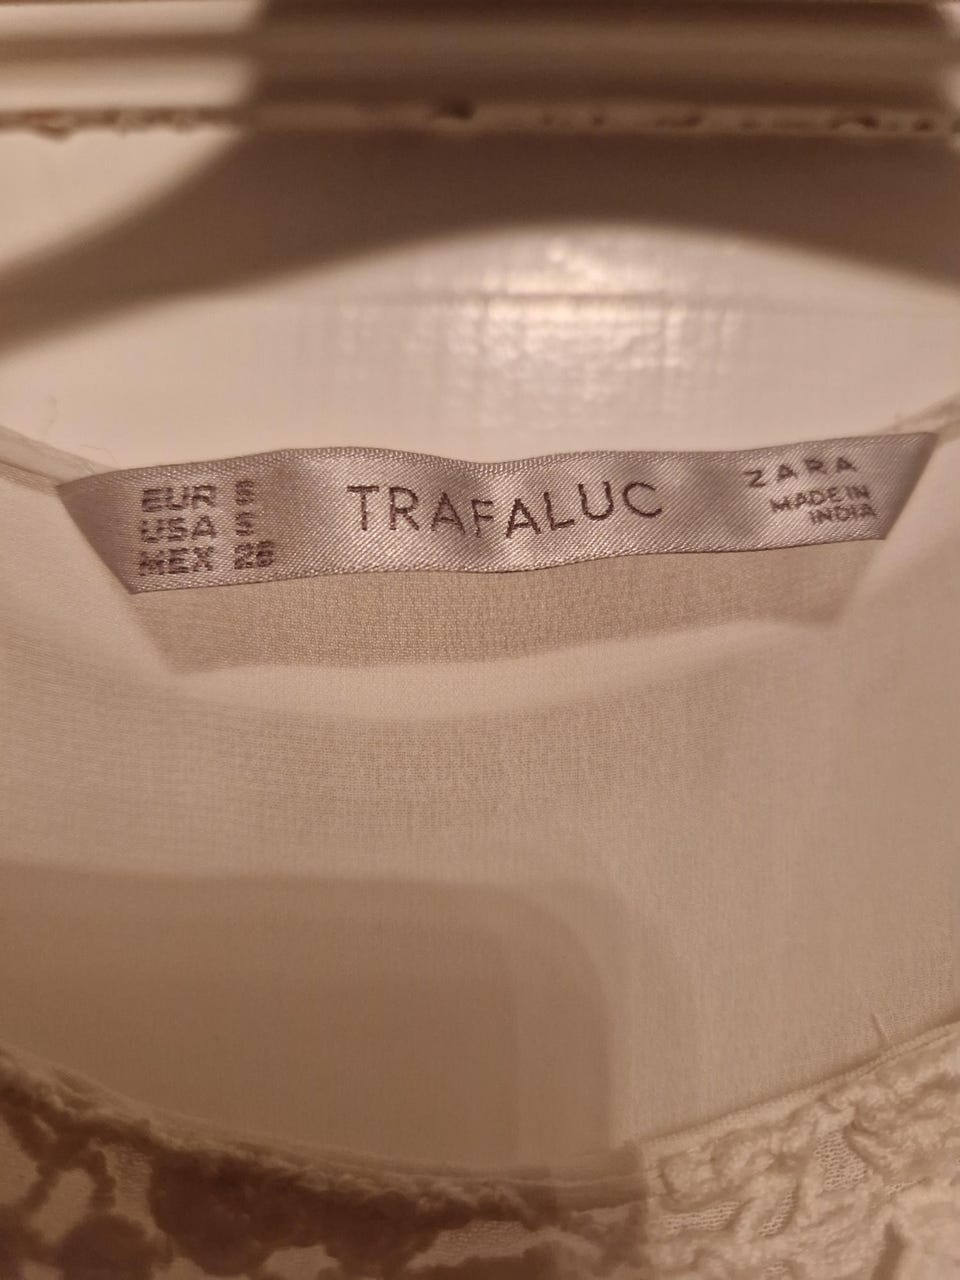 EUR S
USA S
MEX 26
TRAFALUC
ZARA
MADE IN
INDIA